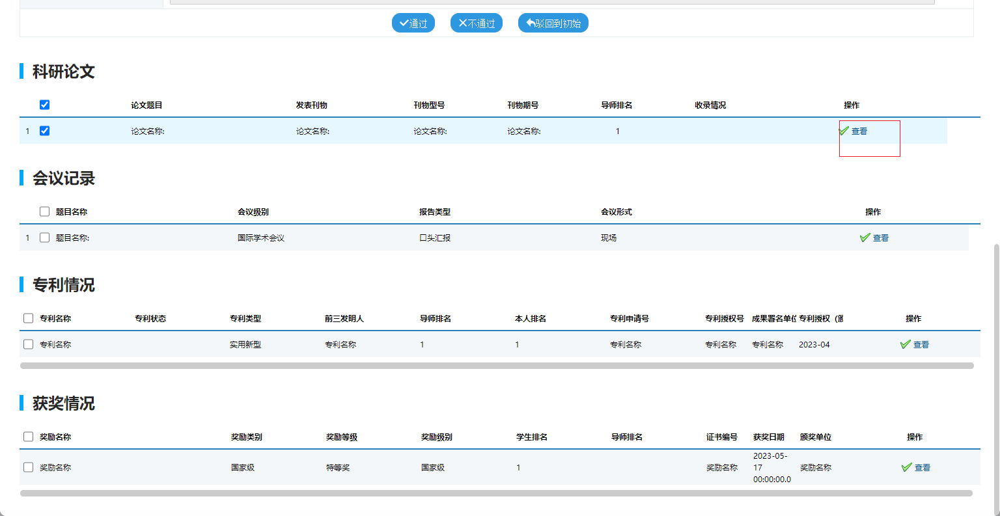 通过 不通过 驳回到初始
科研论文
论文题目 发表刊物 刊物型号 刊物期号 导师排名 收录情况 操作
1 论文名称: 论文名称: 论文名称: 论文名称: 1 查看
会议记录
题目名称 会议级别 报告类型 会议形式 操作
1 题目名称: 国际学术会议 口头汇报 现场 查看
专利情况
专利名称 专利状态 专利类型 前三发明人 导师排名 本人排名 专利申请号 专利授权号 成果署名单位 专利授权（颁
专利名称 实用新型 专利名称 1 1 专利名称 专利名称 专利名称 2023-04 查看
获奖情况
奖励名称 奖励类别 奖励等级 奖励级别 学生排名 导师排名 证书编号 获奖日期 颁奖单位 操作
奖励名称 国家级 特等奖 国家级 1 奖励名称 2023-05-
17
00:00:00.0 奖励名称 查看